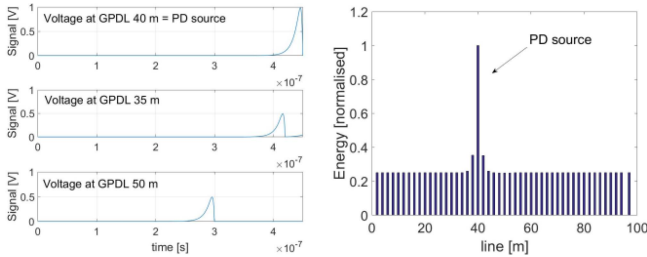 Voltage at GPDL 40 m = PD source
Signal [V]
1
0.5
0
0 1 2 3 4
×10⁻⁷
Voltage at GPDL 35 m
Signal [V]
1
0.5
0
0 1 2 3 4
×10⁻⁷
Voltage at GPDL 50 m
Signal [V]
1
0.5
0
0 1 2 3 4
time [s]
×10⁻⁷
1.2
1
0.8
0.6
0.4
0.2
0
Energy [normalised]
PD source
0 20 40 60 80 100
line [m]